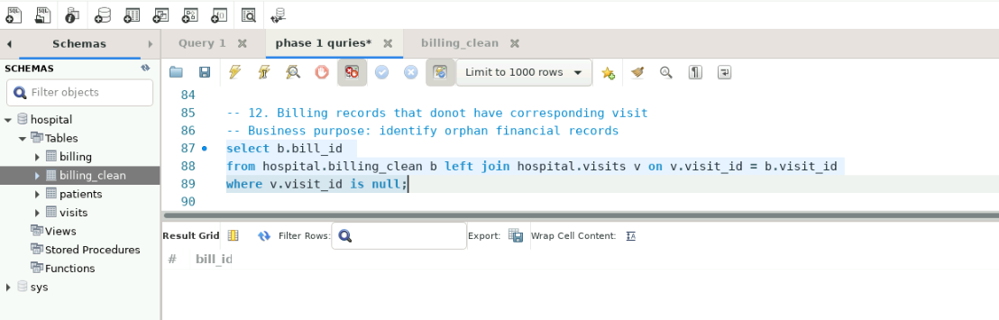 Schemas
Query 1
phase 1 quries*
billing_clean
SCHEMAS
Filter objects
hospital
Tables
billing
billing_clean
patients
visits
Views
Stored Procedures
Functions
sys
Limit to 1000 rows
84
85 -- 12. Billing records that donot have corresponding visit
86 -- Business purpose: identify orphan financial records
87 select b.bill_id
88 from hospital.billing_clean b left join hospital.visits v on v.visit_id = b.visit_id
89 where v.visit_id is null;
90
Result Grid Filter Rows: Export: Wrap Cell Content:
# bill_id